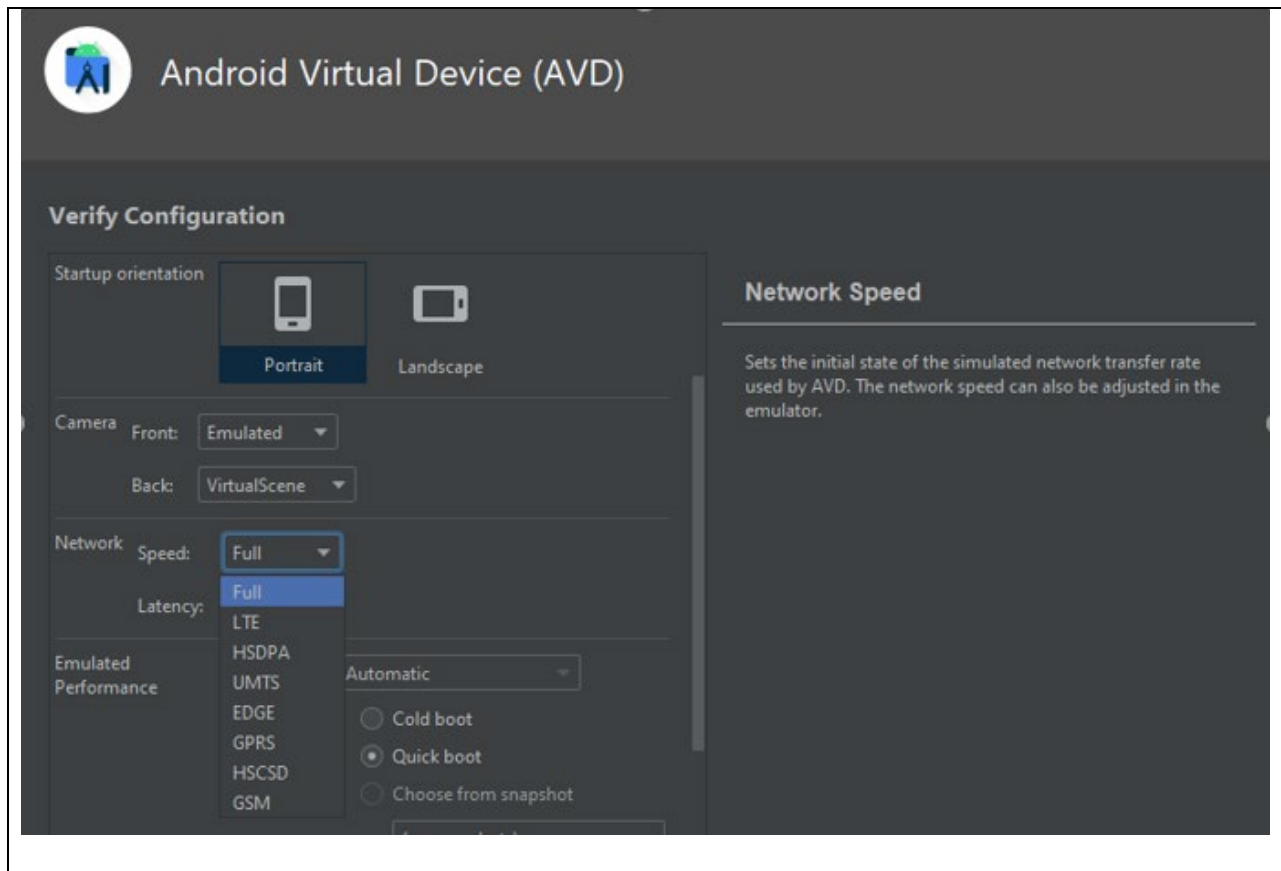 Android Virtual Device (AVD)
Verify Configuration
Startup orientation
Portrait
Landscape
Camera Front: Emulated
Back: VirtualScene
Network Speed: Full
Full
Latency:
LTE
HSDPA
Emulated Performance
Automatic
UMTS
EDGE
Cold boot
GPRS
Quick boot
HSCSD
Choose from snapshot
GSM
Network Speed
Sets the initial state of the simulated network transfer rate
used by AVD. The network speed can also be adjusted in the
emulator.